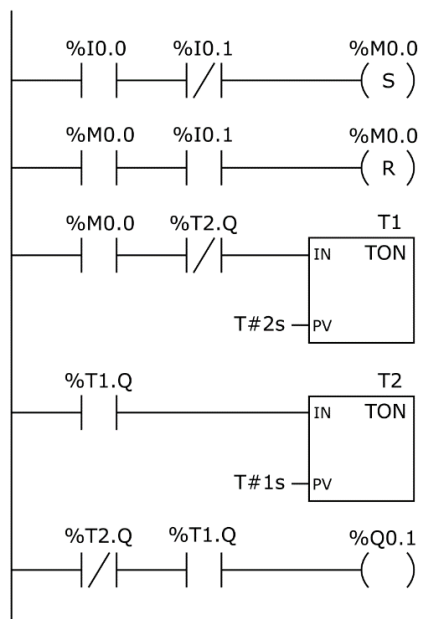 %I0.0 %I0.1 %M0.0
S
%M0.0 %I0.1 %M0.0
R
%M0.0 %T2.Q T1
IN TON
T#2s PV
%T1.Q T2
IN TON
T#1s PV
%T2.Q %T1.Q %Q0.1